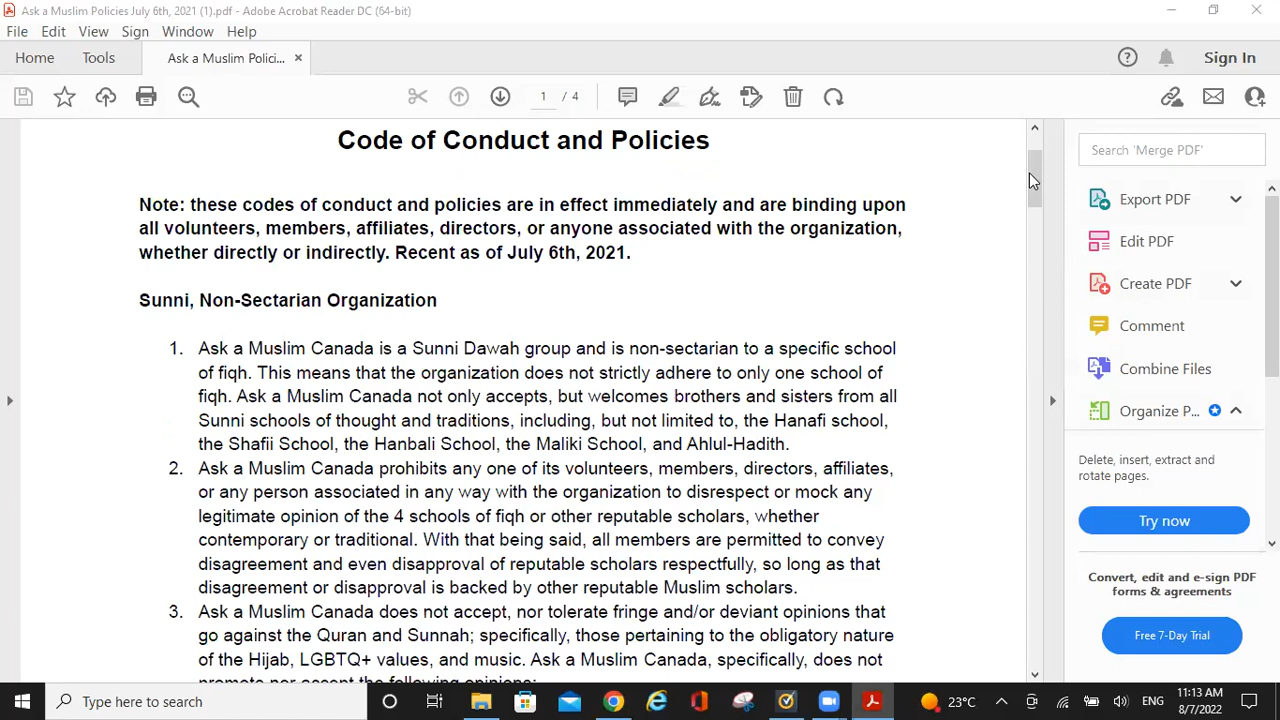 Ask a Muslim Policies July 6th, 2021 (1).pdf - Adobe Acrobat Reader DC (64-bit)
File Edit View Sign Window Help
Home Tools Ask a Muslim Polici... × Sign In
1 / 4
Code of Conduct and Policies
Note: these codes of conduct and policies are in effect immediately and are binding upon
all volunteers, members, affiliates, directors, or anyone associated with the organization,
whether directly or indirectly. Recent as of July 6th, 2021.
Sunni, Non-Sectarian Organization
1. Ask a Muslim Canada is a Sunni Dawah group and is non-sectarian to a specific school
of fiqh. This means that the organization does not strictly adhere to only one school of
fiqh. Ask a Muslim Canada not only accepts, but welcomes brothers and sisters from all
Sunni schools of thought and traditions, including, but not limited to, the Hanafi school,
the Shafii School, the Hanbali School, the Maliki School, and Ahlul-Hadith.
2. Ask a Muslim Canada prohibits any one of its volunteers, members, directors, affiliates,
or any person associated in any way with the organization to disrespect or mock any
legitimate opinion of the 4 schools of fiqh or other reputable scholars, whether
contemporary or traditional. With that being said, all members are permitted to convey
disagreement and even disapproval of reputable scholars respectfully, so long as that
disagreement or disapproval is backed by other reputable Muslim scholars.
3. Ask a Muslim Canada does not accept, nor tolerate fringe and/or deviant opinions that
go against the Quran and Sunnah; specifically, those pertaining to the obligatory nature
of the Hijab, LGBTQ+ values, and music. Ask a Muslim Canada, specifically, does not
promote nor accept the following opinions:
Search 'Merge PDF'
Export PDF
Edit PDF
Create PDF
Comment
Combine Files
Organize P...
Delete, insert, extract and
rotate pages.
Try now
Convert, edit and e-sign PDF
forms & agreements
Free 7-Day Trial
Type here to search
23°C
ENG
11:13 AM
8/7/2022